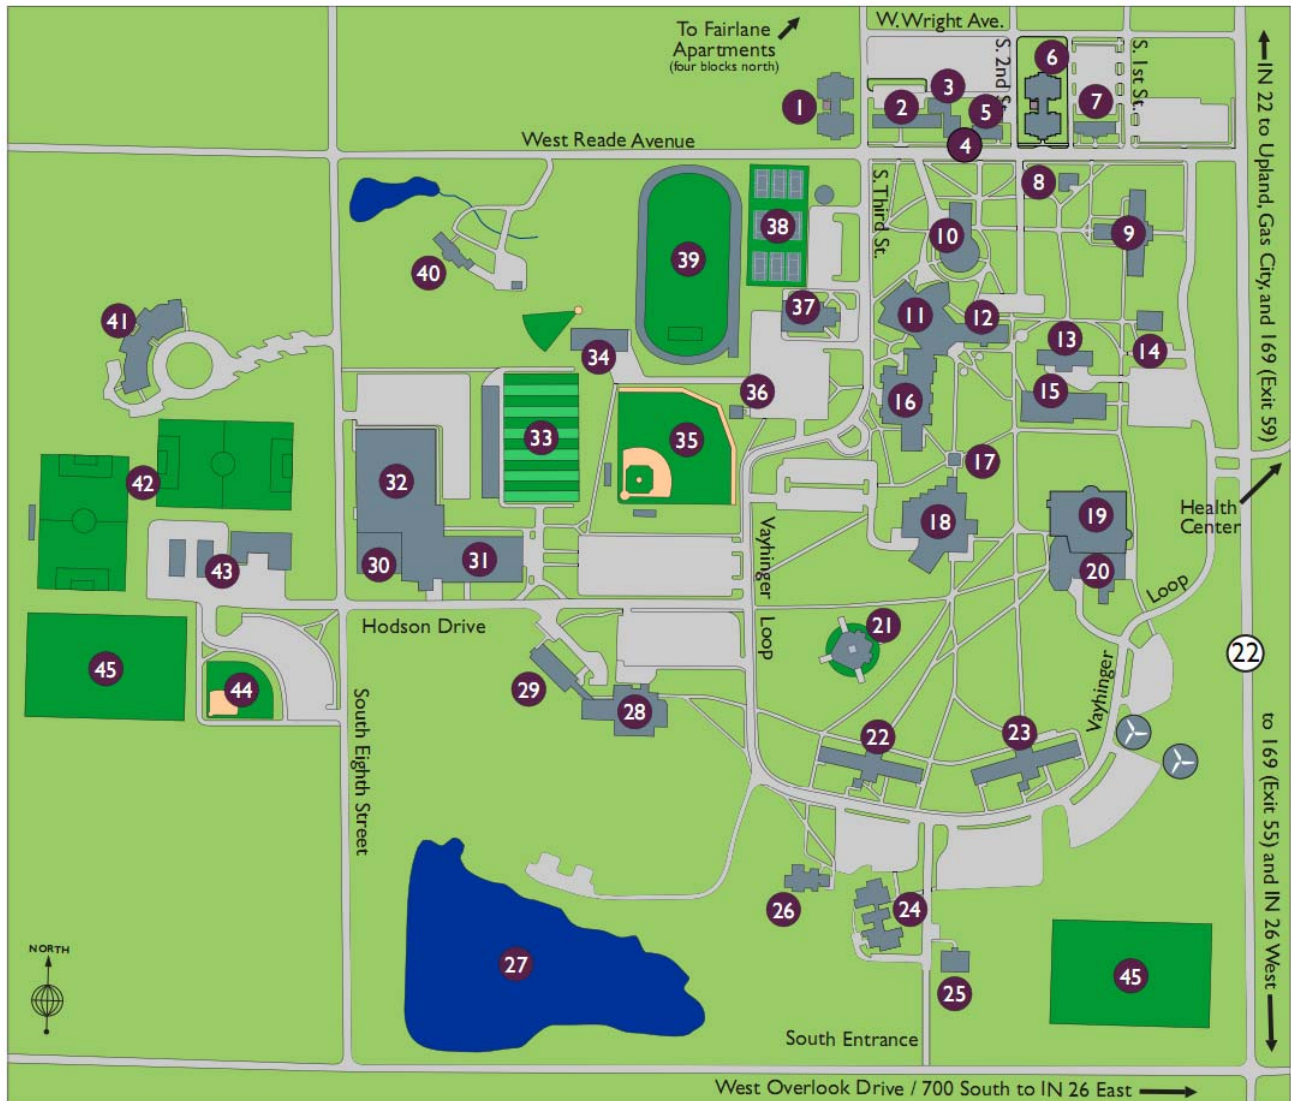 W. Wright Ave.
To Fairlane
Apartments
(four blocks north)
S. 2nd St.
S. 1st St.
6
3
1
2
5
7
4
West Reade Avenue
IN 22 to Upland, Gas City, and 169 (Exit 59)
8
S. Third St.
38
10
9
39
40
37
11
12
41
13
14
34
36
15
16
33
35
17
32
42
Health
Center
18
19
43
30
31
20
Vayhinger
Loop
Loop
Vayhinger
Hodson Drive
21
22
45
44
29
28
22
23
South Eighth Street
to 169 (Exit 55) and IN 26 West
26
24
NORTH
27
25
45
South Entrance
West Overlook Drive / 700 South to IN 26 East